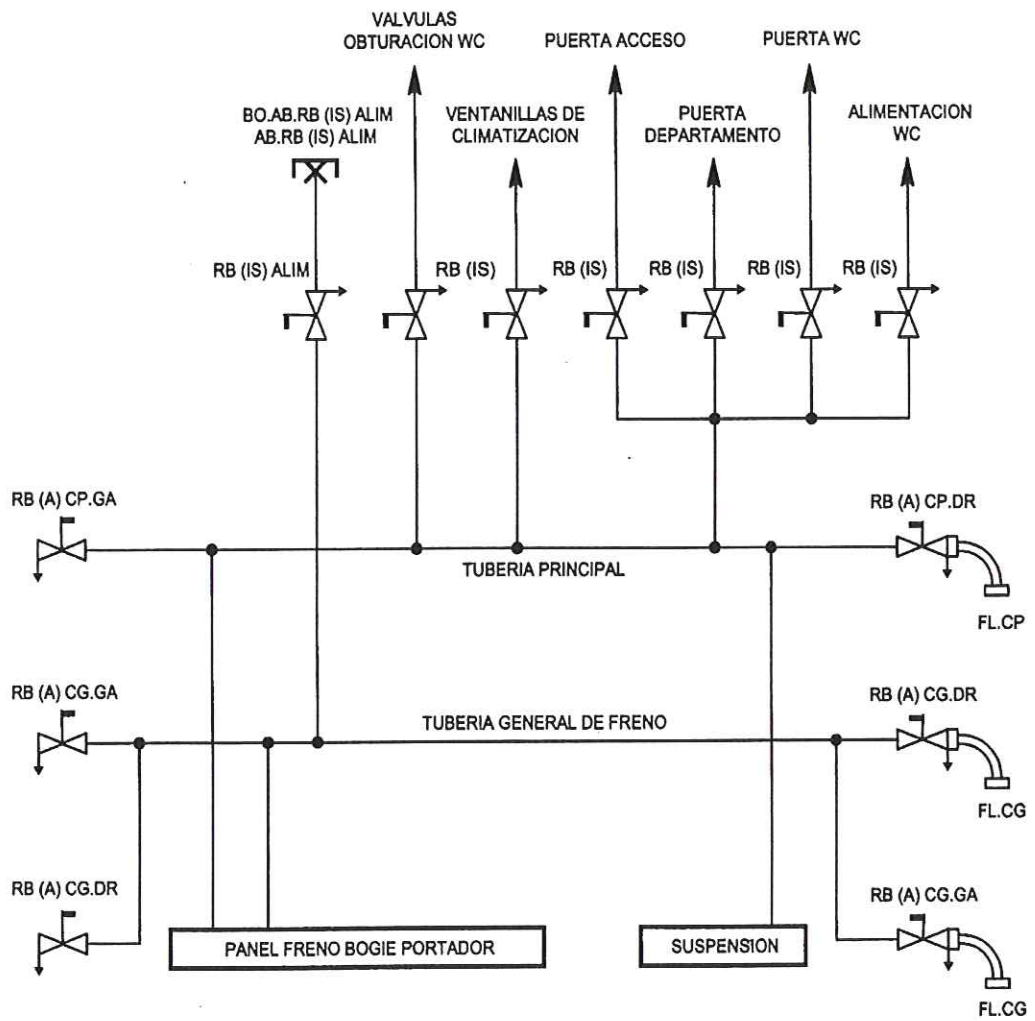 VALVULAS
OBTURACION WC
PUERTA ACCESO
PUERTA WC
BO.AB.RB (IS) ALIM
AB.RB (IS) ALIM
VENTANILLAS DE
CLIMATIZACION
PUERTA
DEPARTAMENTO
ALIMENTACION
WC
RB (IS) ALIM
RB (IS)
RB (IS)
RB (IS)
RB (IS)
RB (IS)
RB (A) CP.GA
RB (A) CP.DR
TUBERIA PRINCIPAL
FL.CP
RB (A) CG.GA
RB (A) CG.DR
TUBERIA GENERAL DE FRENO
FL.CG
RB (A) CG.DR
RB (A) CG.GA
PANEL FRENO BOGIE PORTADOR
SUSPENSION
FL.CG